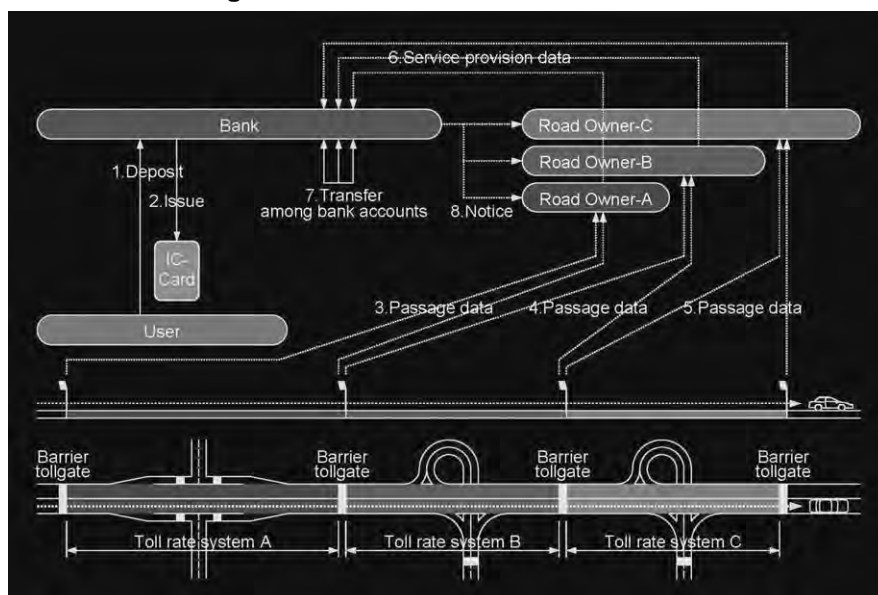 6.Service provision data
Bank
Road Owner-C
Road Owner-B
Road Owner-A
1.Deposit
2.Issue
7.Transfer
among bank accounts
8.Notice
IC-
Card
User
3.Passage data
4.Passage data
5.Passage data
Barrier
tollgate
Barrier
tollgate
Barrier
tollgate
Barrier
tollgate
Toll rate system A
Toll rate system B
Toll rate system C